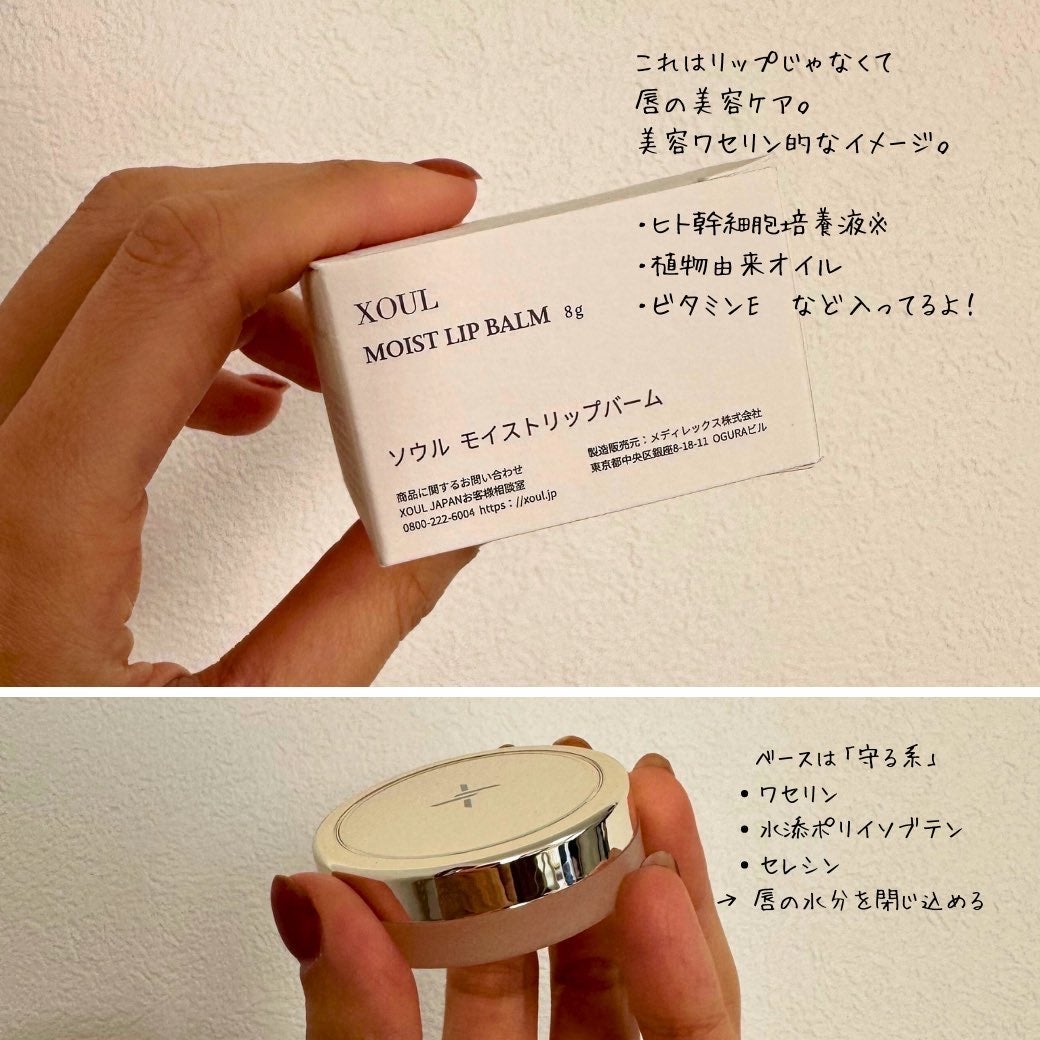 これはリップじゃなくて
唇の美容ケア。
美容ワセリン的なイメージ。
・ヒト幹細胞培養液※
・植物由来オイル
・ビタミンE など入ってるよ!
XOUL
MOIST LIP BALM 8g
ソウル モイストリップバーム
商品に関するお問い合わせ
XOUL JAPANお客様相談室
0800-222-6004 https://xoul.jp
製造販売元:メディレックス株式会社
東京都中央区銀座8-18-11 OGURAビル
ベースは「守る系」
• ワセリン
• 水添ポリイソブテン
• セレシン
→ 唇の水分を閉じ込める